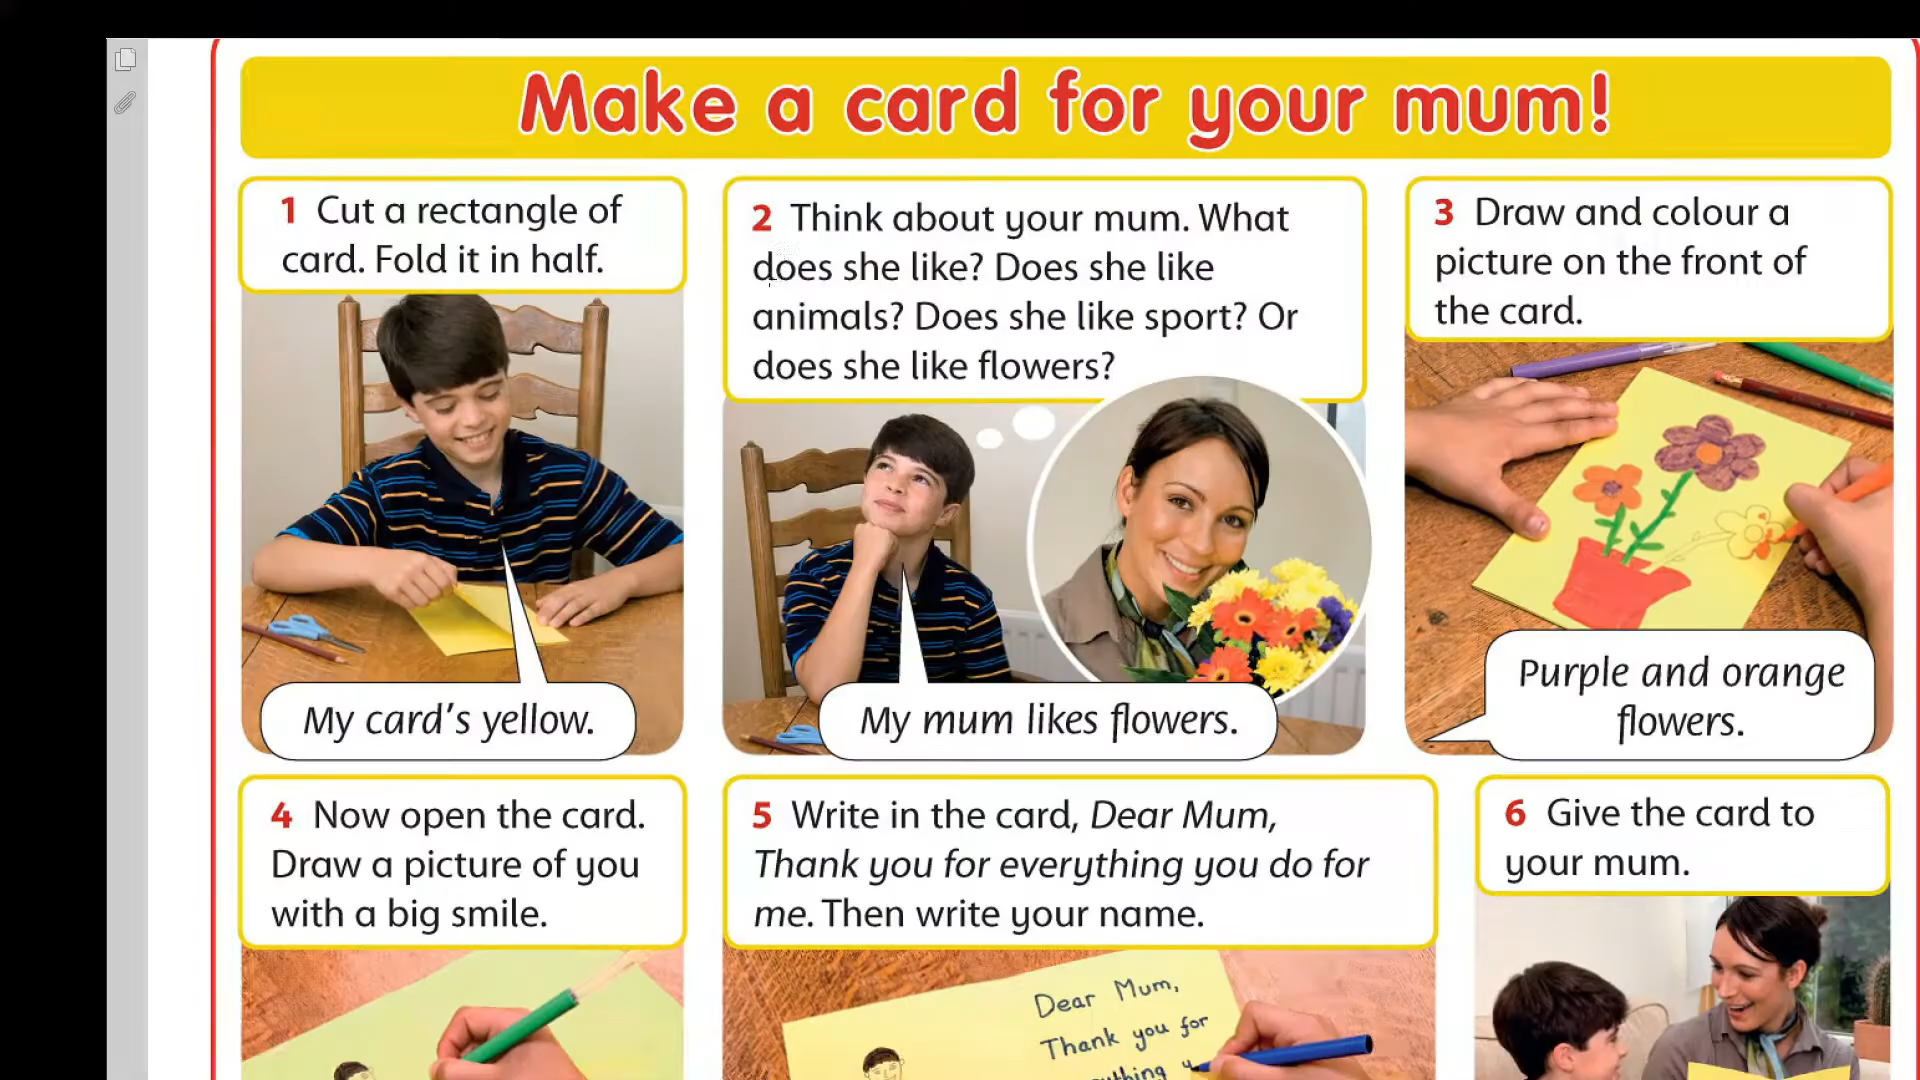 Make a card for your mum!
1 Cut a rectangle of
card. Fold it in half.
My card's yellow.
2 Think about your mum. What
does she like? Does she like
animals? Does she like sport? Or
does she like flowers?
My mum likes flowers.
3 Draw and colour a
picture on the front of
the card.
Purple and orange
flowers.
4 Now open the card.
Draw a picture of you
with a big smile.
5 Write in the card, Dear Mum,
Thank you for everything you do for
me. Then write your name.
Dear Mum,
Thank you for
6 Give the card to
your mum.